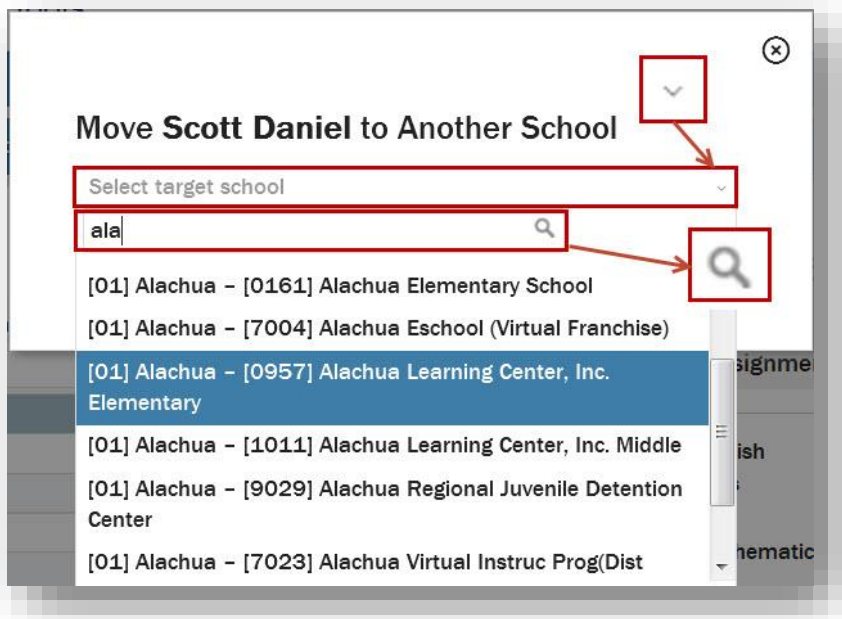 Move Scott Daniel to Another School
Select target school
ala
[01] Alachua – [0161] Alachua Elementary School
[01] Alachua – [7004] Alachua Eschool (Virtual Franchise)
[01] Alachua – [0957] Alachua Learning Center, Inc.
Elementary
[01] Alachua – [1011] Alachua Learning Center, Inc. Middle
[01] Alachua – [9029] Alachua Regional Juvenile Detention
Center
[01] Alachua – [7023] Alachua Virtual Instruc Prog(Dist
signme
ish
hematic